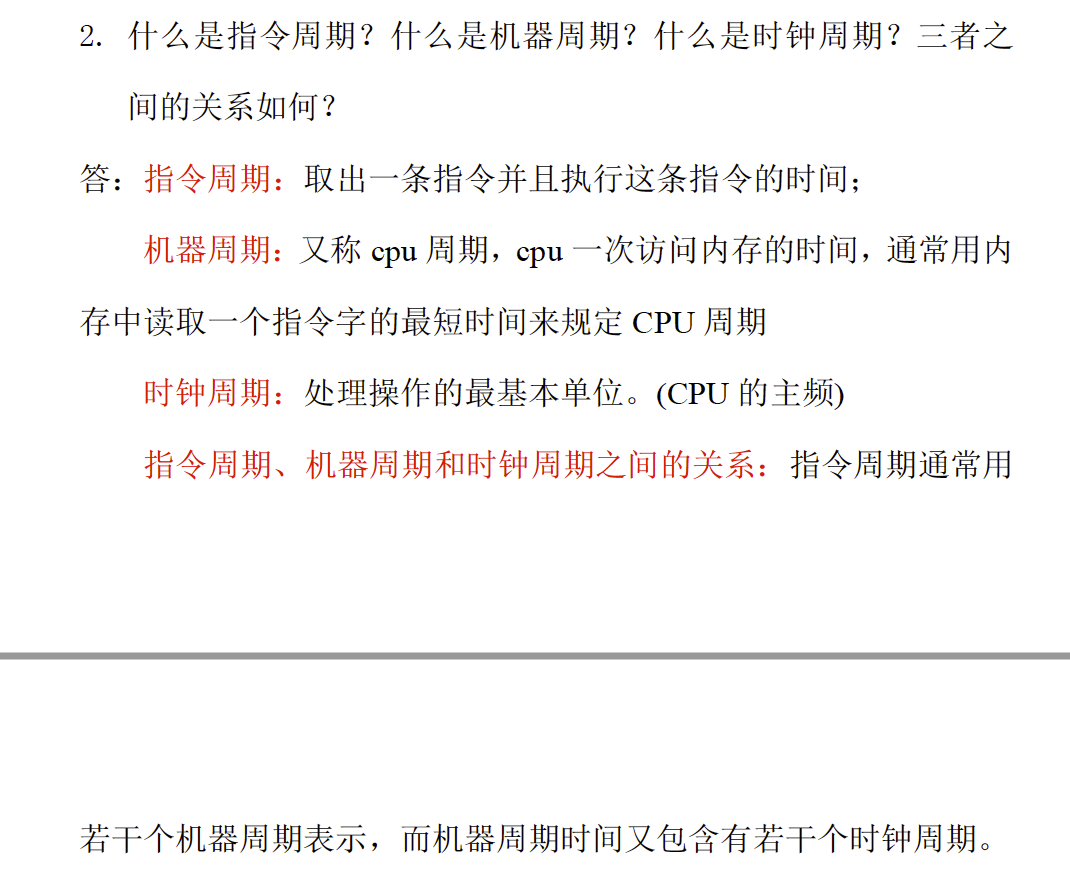 2. 什么是指令周期？什么是机器周期？什么是时钟周期？三者之
间的关系如何？
答：指令周期：取出一条指令并且执行这条指令的时间；
机器周期：又称 cpu 周期，cpu 一次访问内存的时间，通常用内
存中读取一个指令字的最短时间来规定 CPU 周期
时钟周期：处理操作的最基本单位。(CPU 的主频)
指令周期、机器周期和时钟周期之间的关系：指令周期通常用
若干个机器周期表示，而机器周期时间又包含有若干个时钟周期。